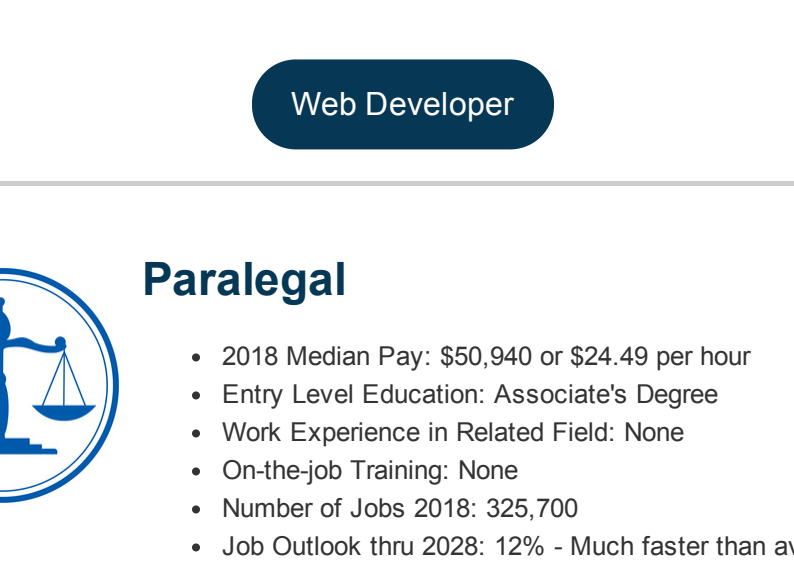 Web Developer
Paralegal
2018 Median Pay: $50,940 or $24.49 per hour
Entry Level Education: Associate's Degree
Work Experience in Related Field: None
On-the-job Training: None
Number of Jobs 2018: 325,700
Job Outlook thru 2028: 12% - Much faster than